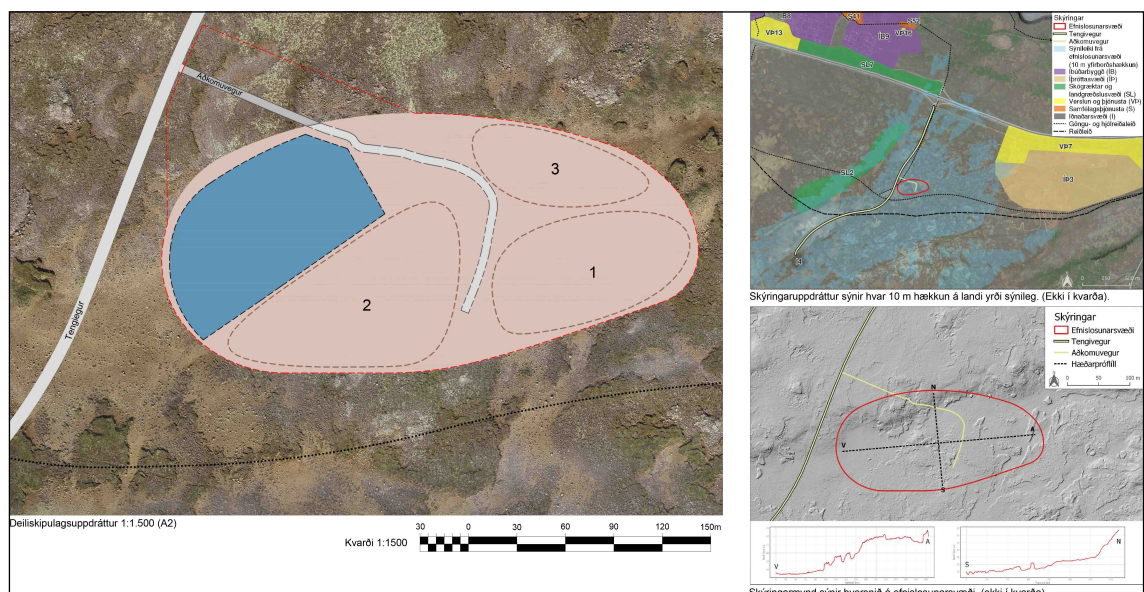 Aðkomuvegur
Tengivegur
1
2
3
Deiliskipulagsuppdráttur 1:1.500 (A2)
Kvarði 1:1500
30 0 30 60 90 120 150m
VÞ13
ÍB9
SL7
SL2
VÞ7
ÍÞ3
I4
Skýringar
Efnislosunarsvæði
Tengivegur
Aðkomuvegur
Sýnileiki frá
efnislosunarsvæði
(10 m yfirborðshækkun)
Íbúðarbyggð (ÍB)
Íþróttasvæði (ÍÞ)
Skógræktar og
landgræðslusvæði (SL)
Verslun og þjónusta (VÞ)
Samfélagsþjónusta (S)
Iðnaðarsvæði (I)
Göngu- og hjólreiðaleið
Reiðleið
Skýringaruppdráttur sýnir hvar 10 m hækkun á landi yrði sýnileg. (Ekki í kvarða).
Skýringar
Efnislosunarsvæði
Tengivegur
Aðkomuvegur
Hæðarprófíll
0 50 100 m
N
A
V
S
V
A
S
N